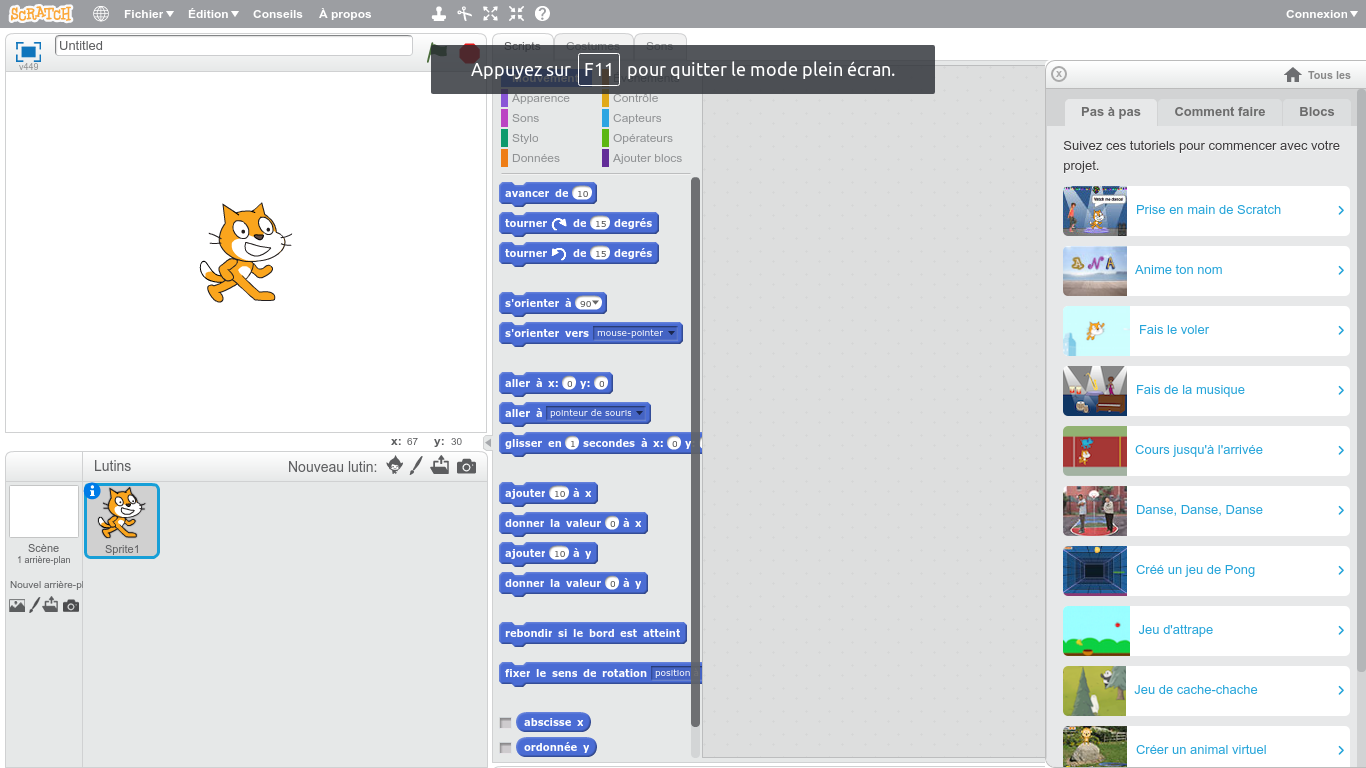 SCRATCH
Fichier Édition Conseils À propos
Connexion
Untitled
v449
Scripts Costumes Sons
Appuyez sur F11 pour quitter le mode plein écran.
Apparence Contrôle
Sons Capteurs
Stylo Opérateurs
Données Ajouter blocs
avancer de 10
tourner de 15 degrés
tourner de 15 degrés
s'orienter à 90
s'orienter vers mouse-pointer
aller à x: 0 y: 0
aller à pointeur de souris
glisser en 1 secondes à x: 0 y
ajouter 10 à x
donner la valeur 0 à x
ajouter 10 à y
donner la valeur 0 à y
rebondir si le bord est atteint
fixer le sens de rotation position
abscisse x
ordonnée y
x: 67 y: 30
Lutins
Nouveau lutin:
Sprite1
Scène
1 arrière-plan
Nouvel arrière-pl
Tous les
Pas à pas Comment faire Blocs
Suivez ces tutoriels pour commencer avec votre
projet.
Prise en main de Scratch
Anime ton nom
Fais le voler
Fais de la musique
Cours jusqu'à l'arrivée
Danse, Danse, Danse
Créé un jeu de Pong
Jeu d'attrape
Jeu de cache-chache
Créer un animal virtuel